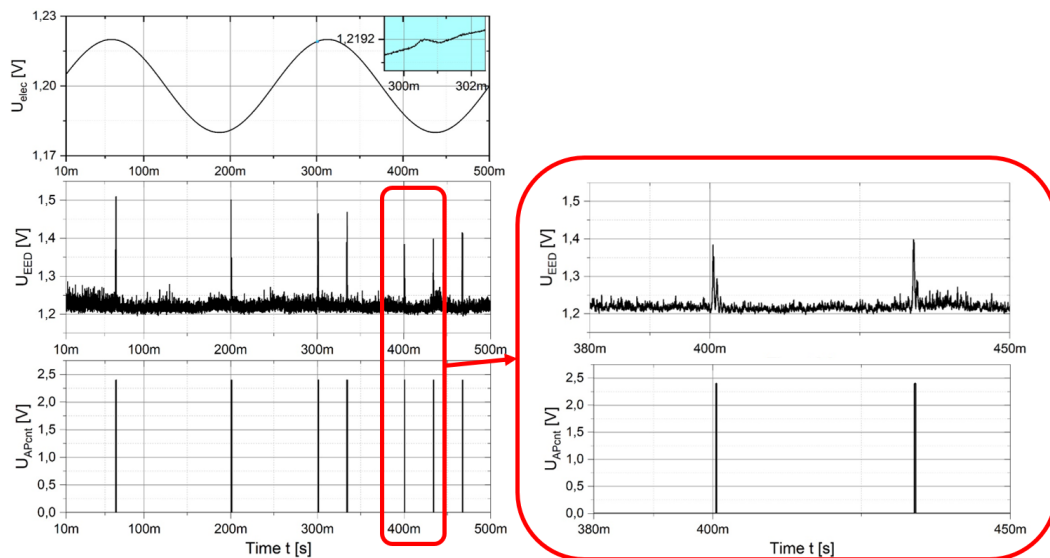 1,23
1,20
1,17
U_elec [V]
1,2192
300m 302m
10m 100m 200m 300m 400m 500m
1,5
1,4
1,3
1,2
U_EED [V]
10m 100m 200m 300m 400m 500m
2,5
2,0
1,5
1,0
0,5
0,0
U_APcnt [V]
10m 100m 200m 300m 400m 500m
Time t [s]
1,5
1,4
1,3
1,2
U_EED [V]
380m 400m 450m
2,5
2,0
1,5
1,0
0,5
0,0
U_APcnt [V]
380m 400m 450m
Time t [s]